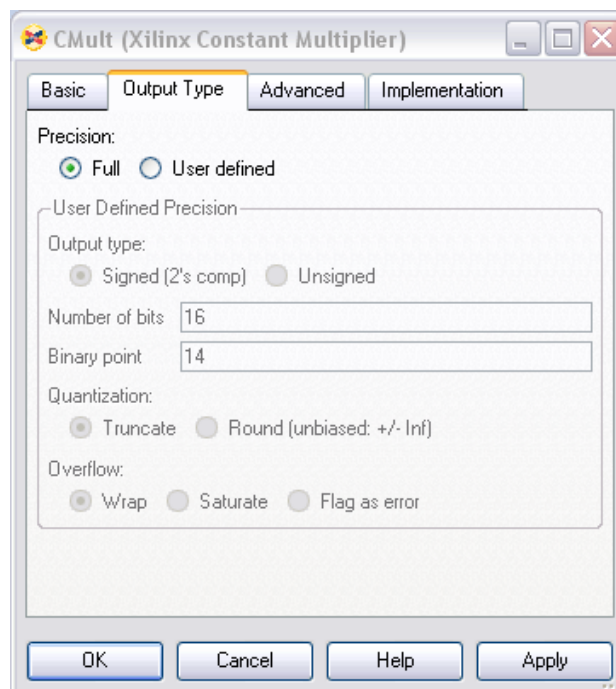 CMult (Xilinx Constant Multiplier)
Basic Output Type Advanced Implementation
Precision:
Full User defined
User Defined Precision
Output type:
Signed (2's comp) Unsigned
Number of bits 16
Binary point 14
Quantization:
Truncate Round (unbiased: +/- Inf)
Overflow:
Wrap Saturate Flag as error
OK Cancel Help Apply